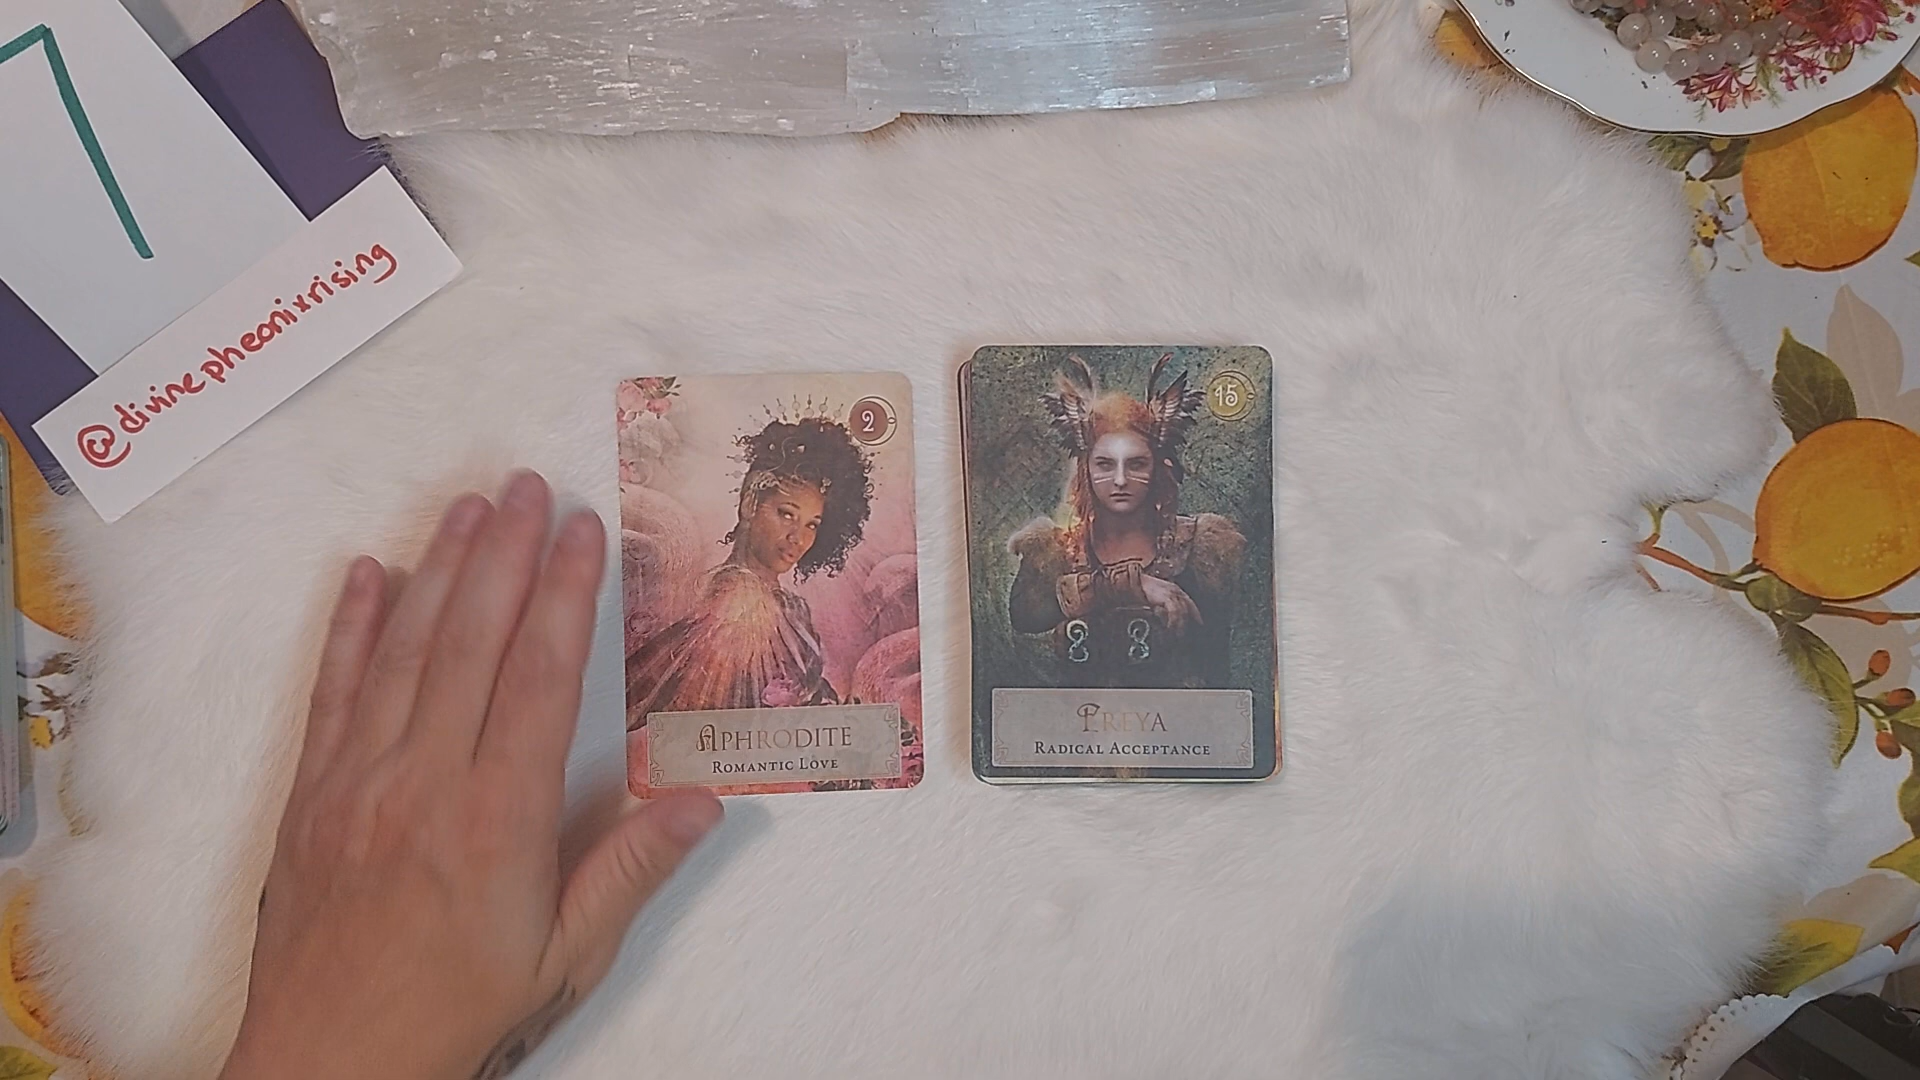 7
@divinepheonixrising
2
Aphrodite
Romantic Love
15
Freya
Radical Acceptance